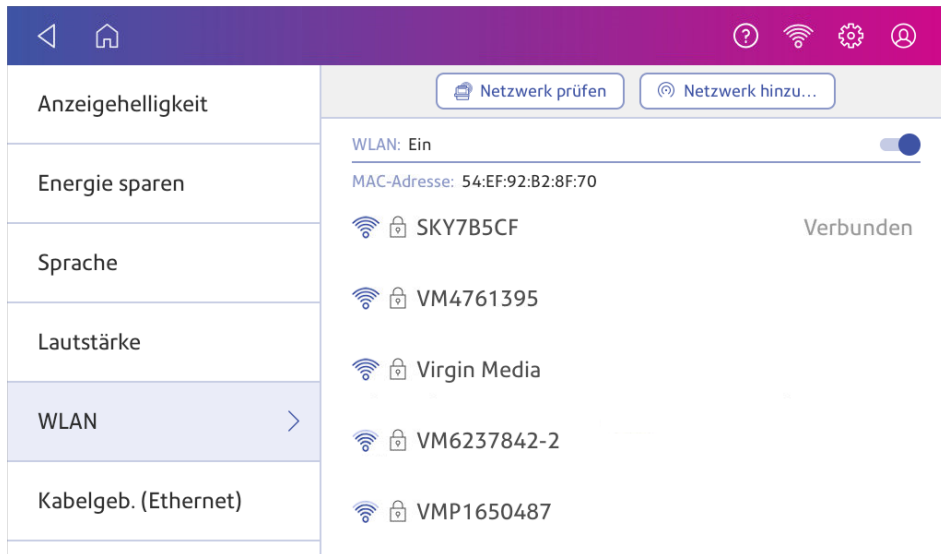 Anzeigehelligkeit
Energie sparen
Sprache
Lautstärke
WLAN
Kabelgeb. (Ethernet)
Netzwerk prüfen
Netzwerk hinzu...
WLAN: Ein
MAC-Adresse: 54:EF:92:B2:8F:70
SKY7B5CF Verbunden
VM4761395
Virgin Media
VM6237842-2
VMP1650487